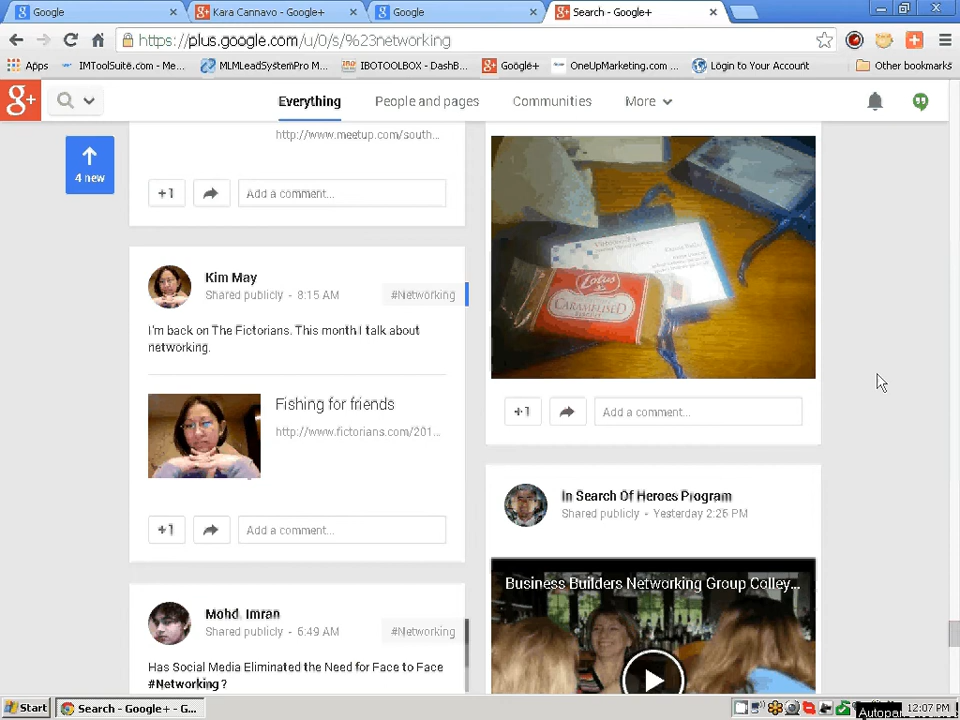 Google
Kara Cannavo - Google+
Google
Search - Google+
https://plus.google.com/u/0/s/%23networking
Apps
IMToolSuite.com - Me...
MLMLeadSystemPro M...
IBOTOOLBOX - DashB...
Google+
OneUpMarketing.com ...
Login to Your Account
Other bookmarks
g+
Everything
People and pages
Communities
More
4 new
http://www.meetup.com/south...
+1
Add a comment...
Kim May
Shared publicly - 8:15 AM
#Networking
I'm back on The Fictorians. This month I talk about
networking.
Fishing for friends
http://www.fictorians.com/201...
+1
Add a comment...
Mohd. Imran
Shared publicly - 6:49 AM
#Networking
Has Social Media Eliminated the Need for Face to Face
#Networking ?
Lotus
CARAMELISED
+1
Add a comment...
In Search Of Heroes Program
Shared publicly - Yesterday 2:25 PM
Business Builders Networking Group Colley...
Start
Search - Google+ - G...
12:07 PM